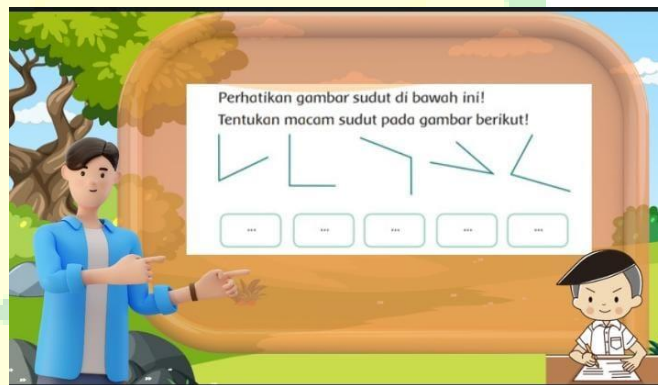 Perhatikan gambar sudut di bawah ini!
Tentukan macam sudut pada gambar berikut!
... ... ... ... ...